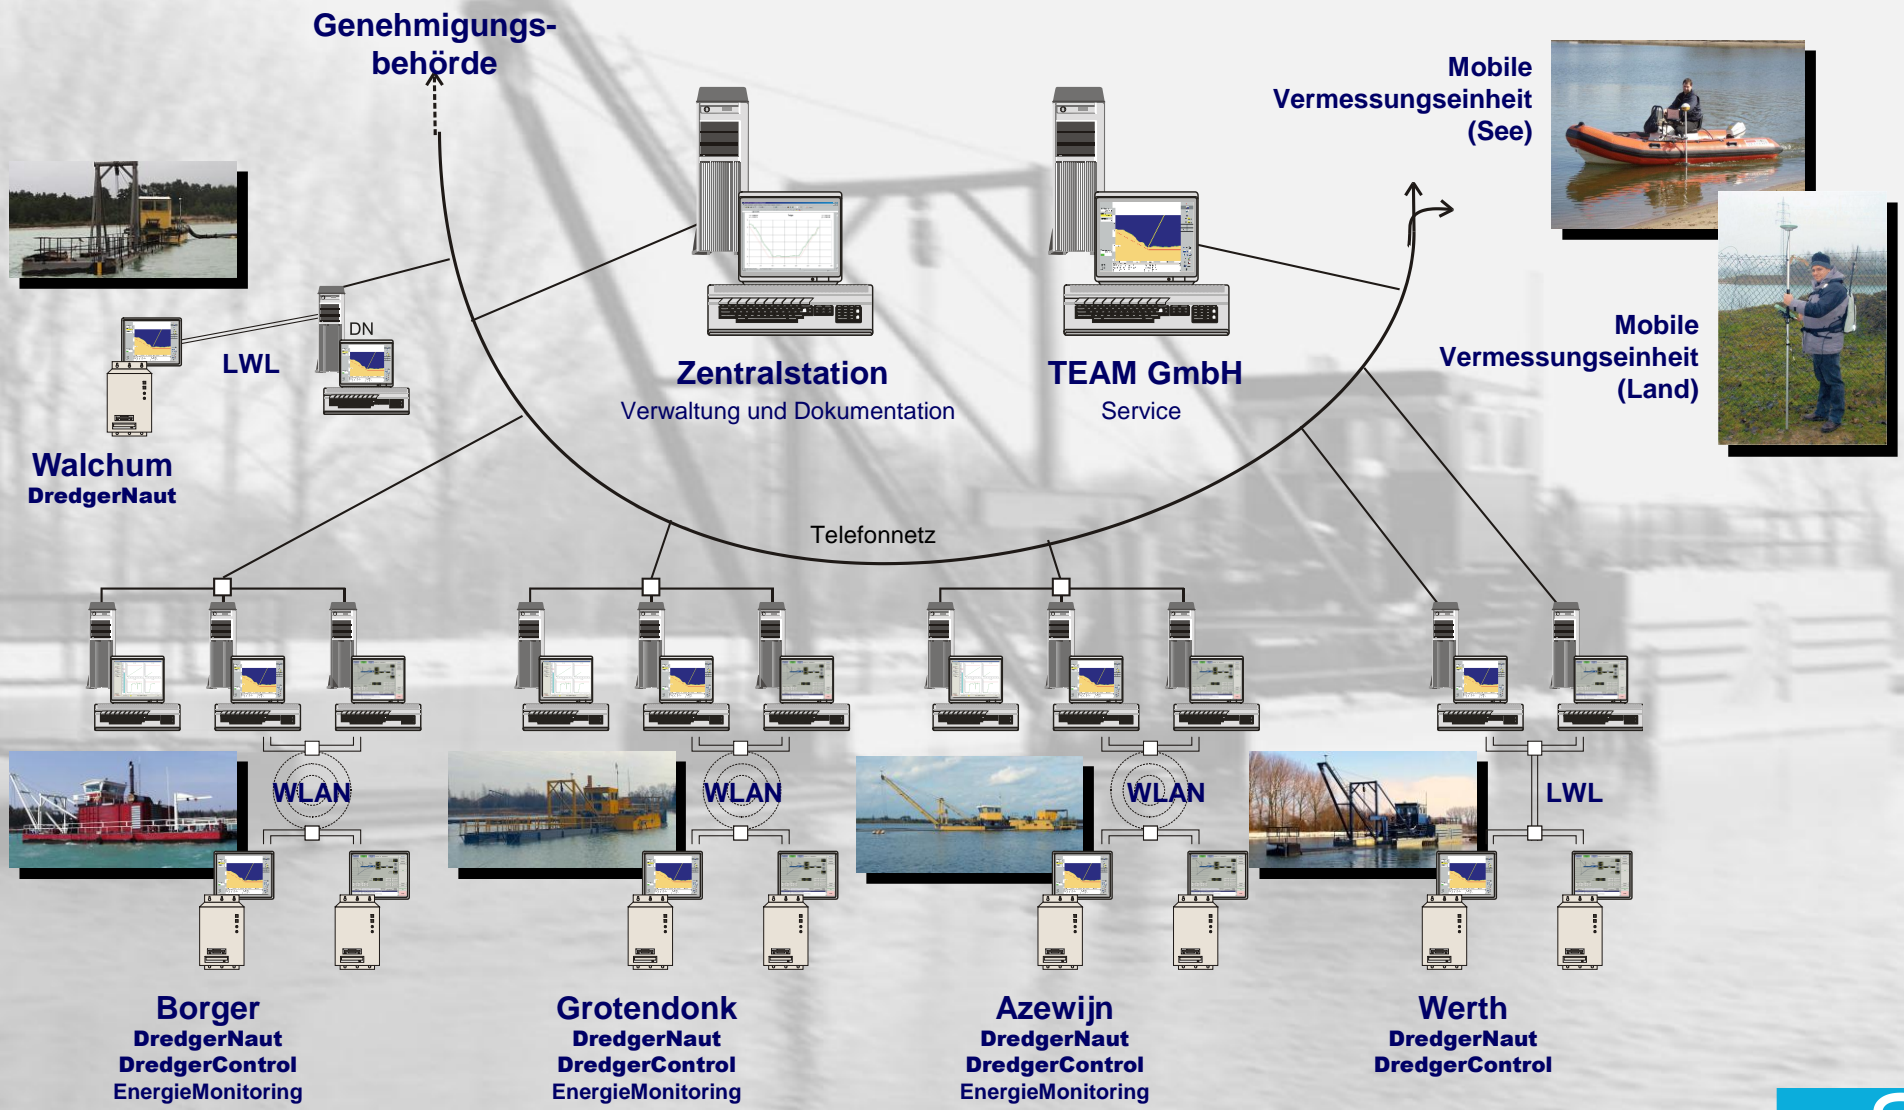 Genehmigungs-
behörde
Mobile
Vermessungseinheit
(See)
DN
LWL
Zentralstation
Verwaltung und Dokumentation
TEAM GmbH
Service
Mobile
Vermessungseinheit
(Land)
Walchum
DredgerNaut
Telefonnetz
WLAN
WLAN
WLAN
LWL
Borger
DredgerNaut
DredgerControl
EnergieMonitoring
Grotendonk
DredgerNaut
DredgerControl
EnergieMonitoring
Azewijn
DredgerNaut
DredgerControl
EnergieMonitoring
Werth
DredgerNaut
DredgerControl